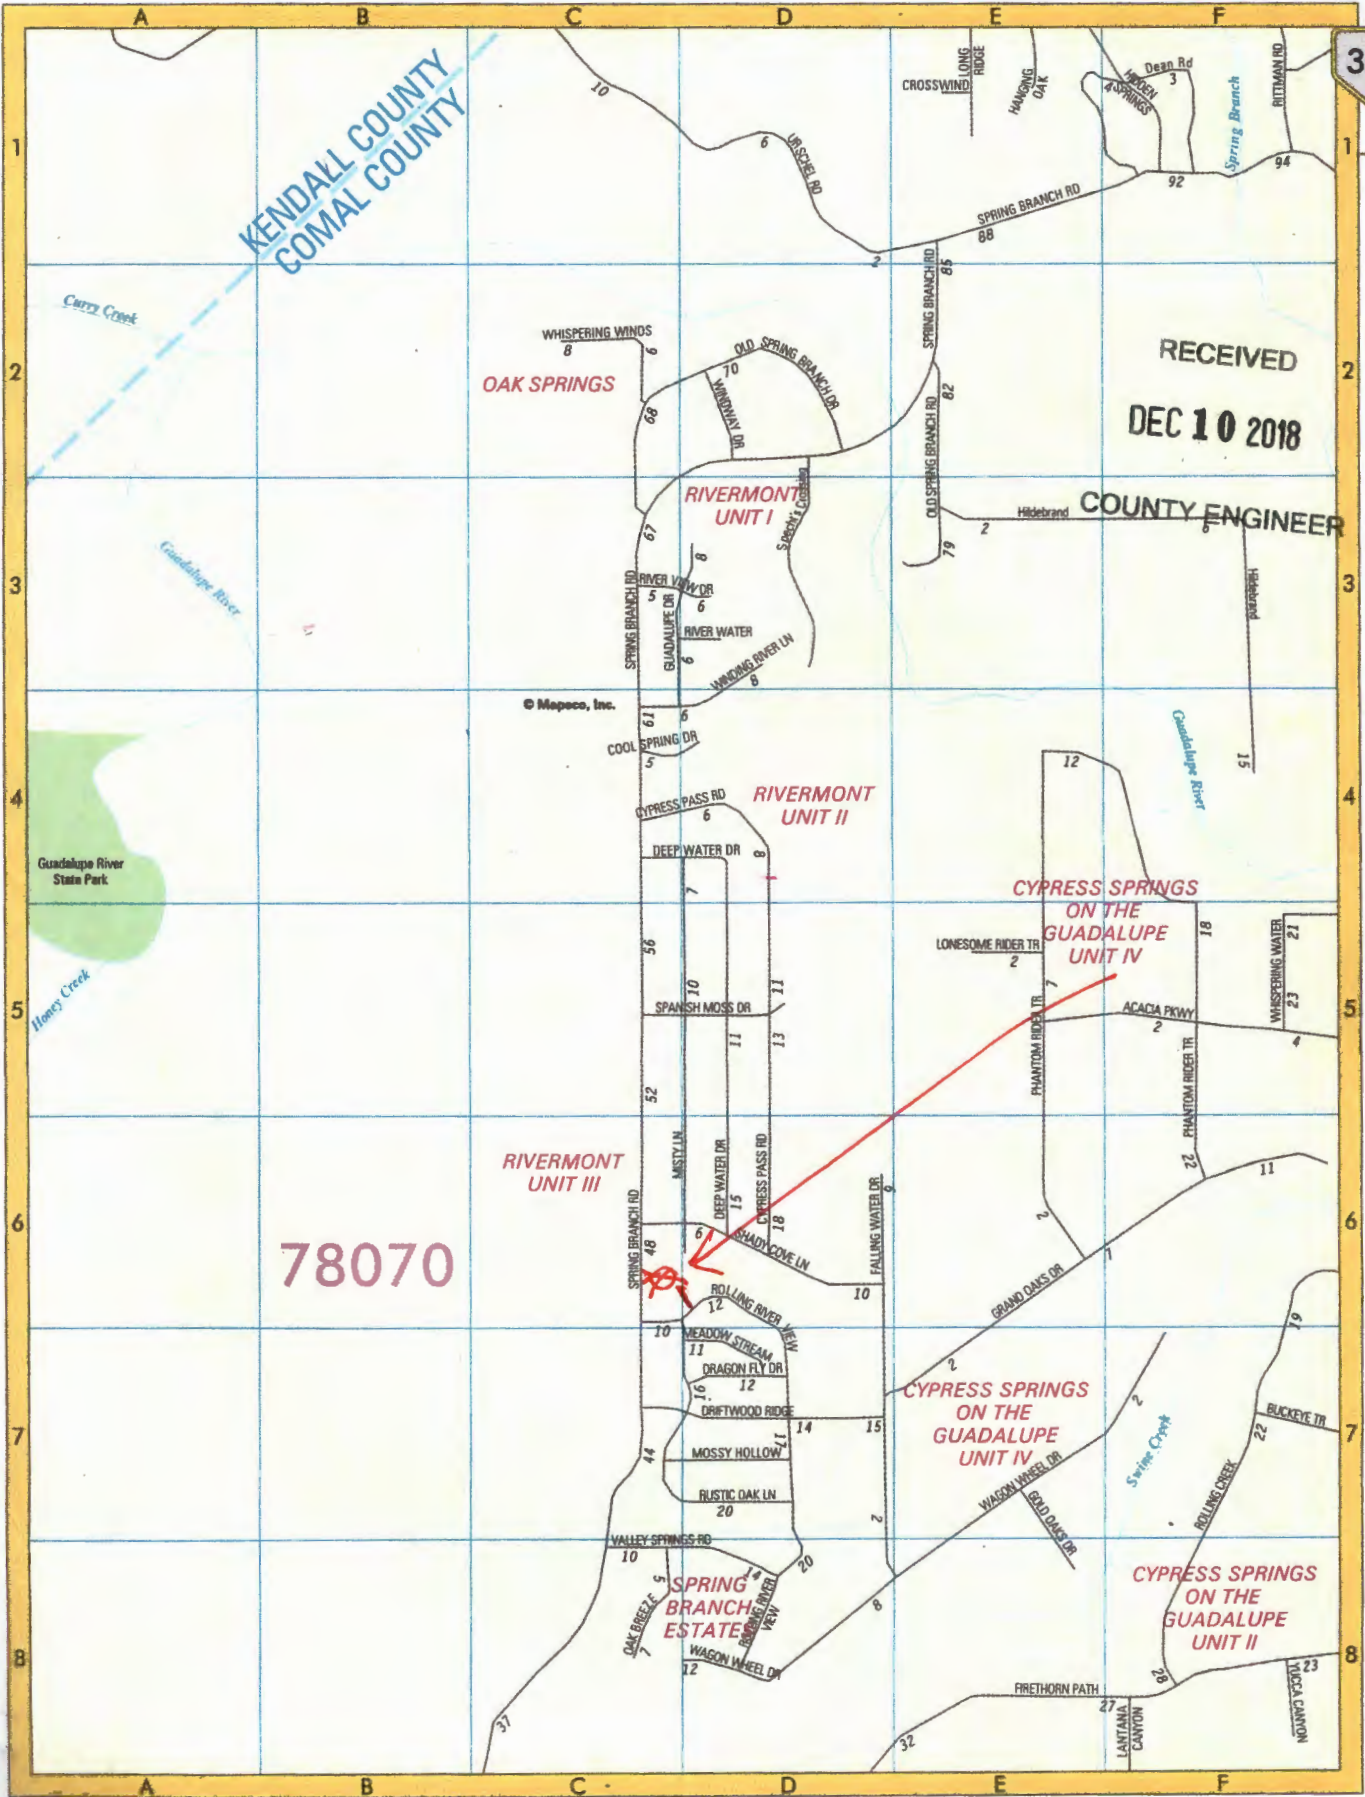 A B C D E F
3
KENDALL COUNTY
COMAL COUNTY
10
6
URSCHEL RD
CROSSWIND
LONG
RIDGE
HANGING
OAK
4
HIDDEN
SPRINGS
Dean Rd
3
Spring Branch
RITTMAN RD
1
1
92
94
SPRING BRANCH RD
88
2
85
SPRING BRANCH RD
Curry Creek
WHISPERING WINDS
8
6
OAK SPRINGS
OLD SPRING BRANCH DR
70
WINDWAY DR
68
82
OLD SPRING BRANCH RD
2
2
RECEIVED
DEC 10 2018
COUNTY ENGINEER
RIVERMONT
UNIT I
Specht's Crossing
67
Hildebrand
2
6
79
Hildebrand
15
Guadalupe River
3
3
8
RIVER VIEW DR
5
6
SPRING BRANCH RD
GUADALUPE DR
RIVER WATER
6
WINDING RIVER LN
8
© Mapsco, Inc.
61
6
COOL SPRING DR
5
Guadalupe River
12
4
4
CYPRESS PASS RD
6
RIVERMONT
UNIT II
DEEP WATER DR
8
7
Guadalupe River
State Park
CYPRESS SPRINGS
ON THE
GUADALUPE
UNIT IV
18
21
WHISPERING WATER
23
56
LONESOME RIDER TR
2
7
Honey Creek
5
5
10
11
SPANISH MOSS DR
11
13
ACACIA PKWY
2
4
PHANTOM RIDER TR
PHANTOM RIDER TR
52
RIVERMONT
UNIT III
MISTY LN
DEEP WATER DR
15
CYPRESS PASS RD
18
FALLING WATER DR
9
22
11
2
6
6
SPRING BRANCH RD
48
6
SHADY COVE LN
10
1
78070
GRAND OAKS DR
ROLLING RIVER VIEW
12
10
19
MEADOW STREAM
11
DRAGON FLY DR
12
16
2
CYPRESS SPRINGS
ON THE
GUADALUPE
UNIT IV
2
BUCKEYE TR
22
DRIFTWOOD RIDGE
14
15
17
7
7
44
MOSSY HOLLOW
Swine Creek
WAGON WHEEL DR
GOLD OAKS DR
ROLLING CREEK
RUSTIC OAK LN
20
2
VALLEY SPRINGS RD
10
14
20
5
SPRING
BRANCH
ESTATES
OAK BREEZE
7
ROLLING RIVER
VIEW
8
CYPRESS SPRINGS
ON THE
GUADALUPE
UNIT II
8
8
WAGON WHEEL DR
12
28
23
FIRETHORN PATH
27
YUCCA CANYON
37
32
LANTANA
CANYON
A B C D E F